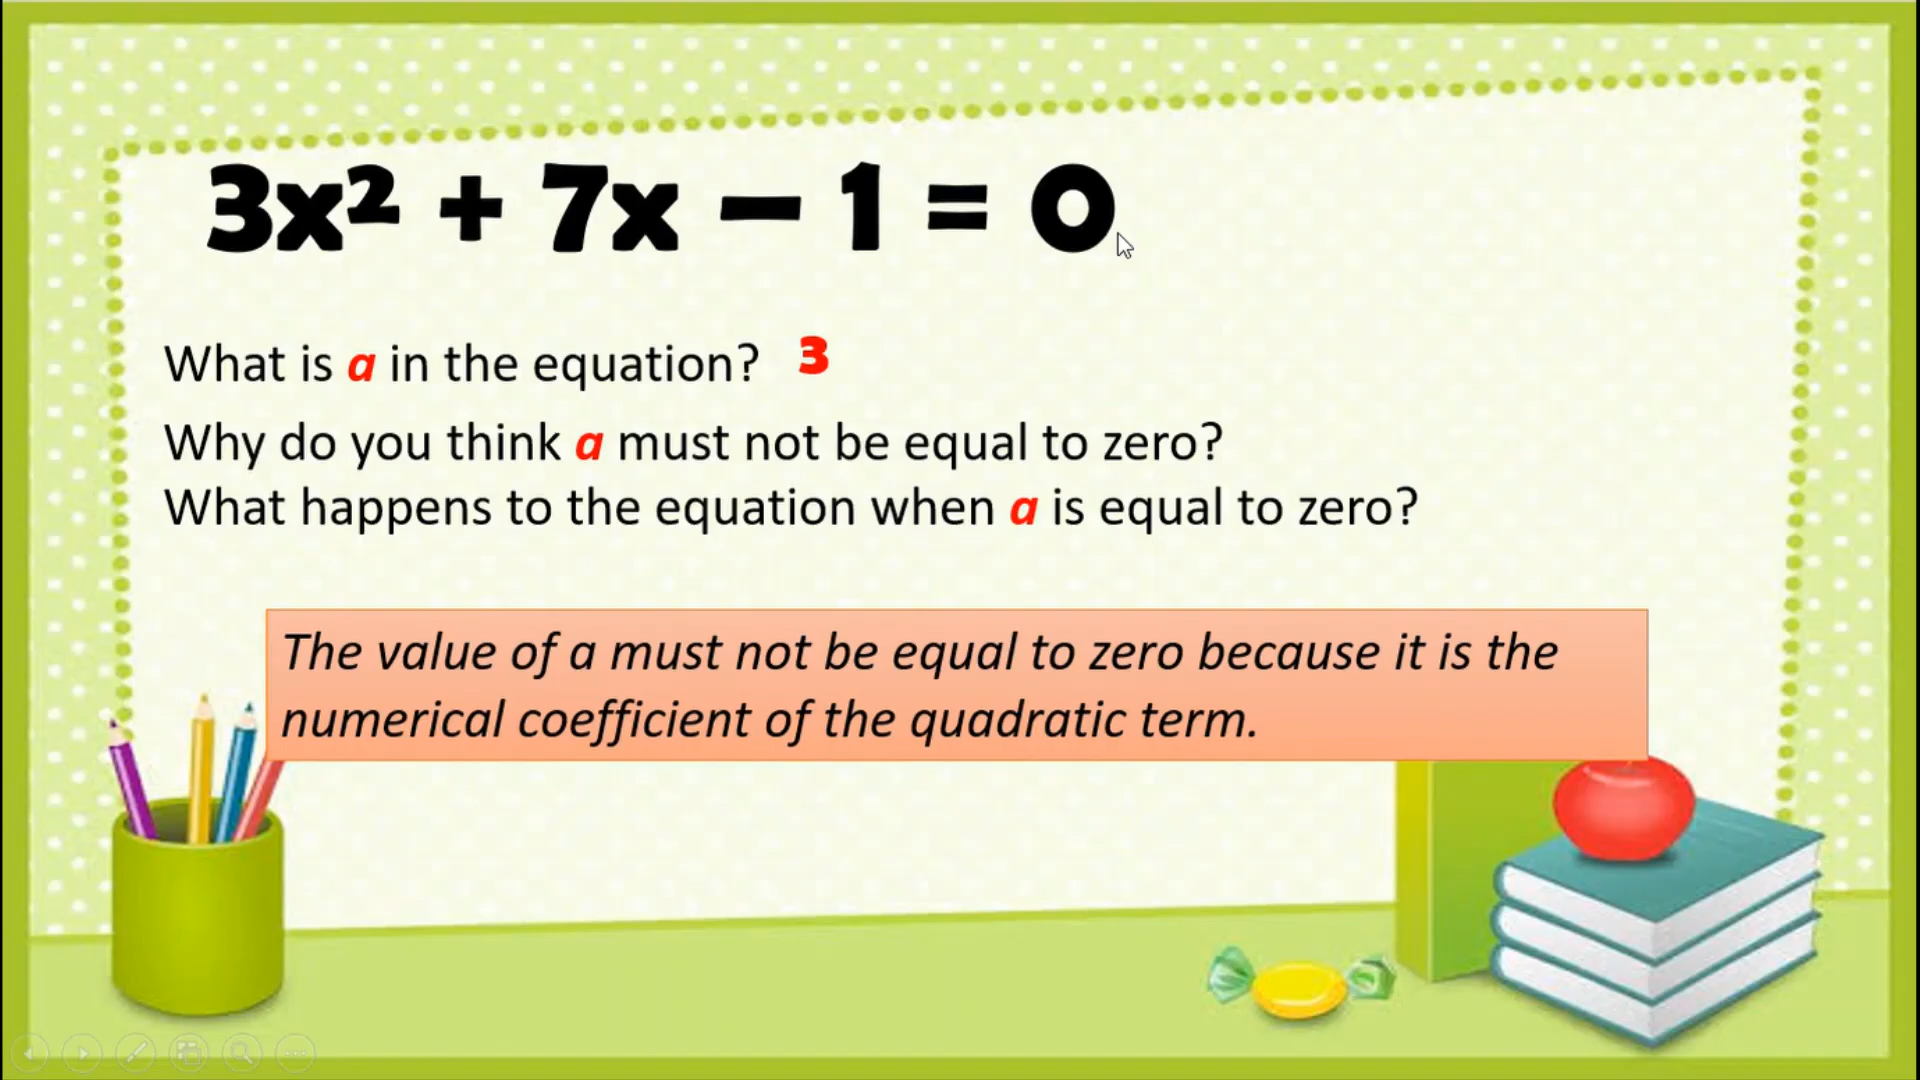 3x² + 7x – 1 = 0
What is a in the equation? 3
Why do you think a must not be equal to zero?
What happens to the equation when a is equal to zero?
The value of a must not be equal to zero because it is the
numerical coefficient of the quadratic term.